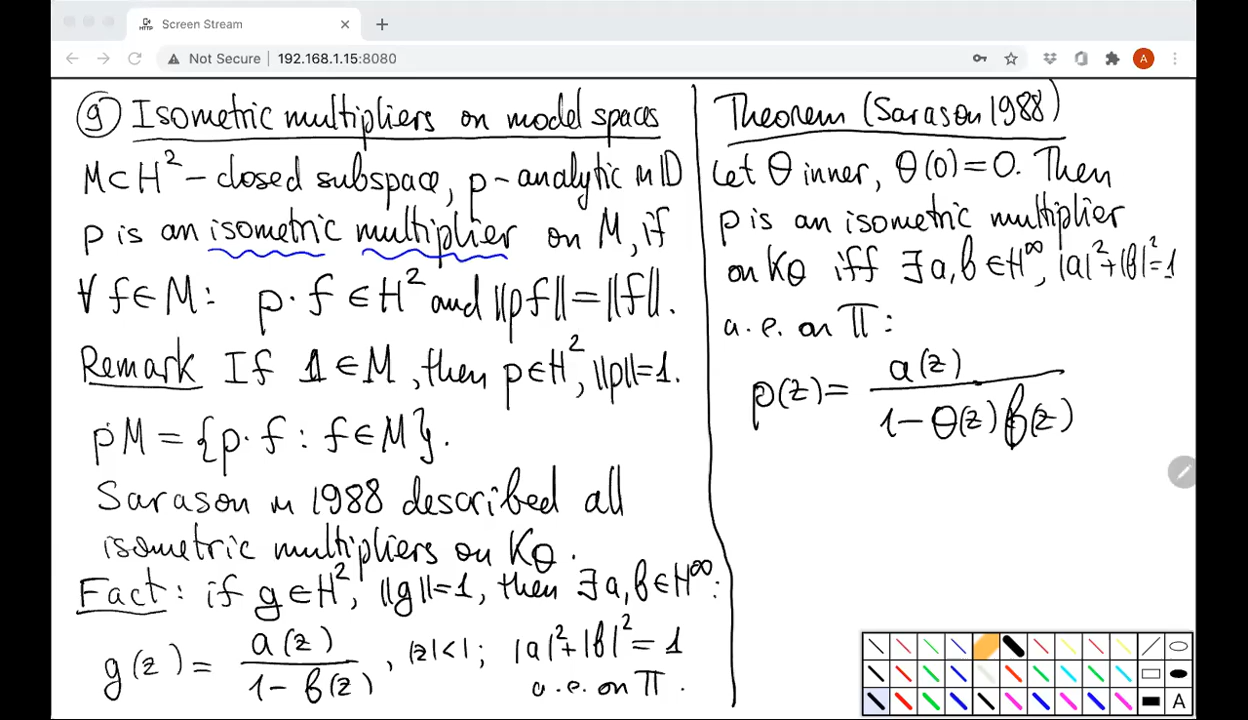 Screen Stream
Not Secure | 192.168.1.15:8080
A
⑨ Isometric multipliers on model spaces
M⊂H² – closed subspace, p – analytic in 𝔻
p is an isometric multiplier on M, if
∀ f∈M: p·f ∈H² and ||pf||=||f||.
Remark If 1∈M, then p∈H², ||p||=1.
pM = {p·f : f∈M}.
Sarason in 1988 described all
isometric multipliers on Kθ.
Fact: if g∈H², ||g||=1, then ∃ a, b∈H^∞:
g(z) = a(z) / (1 – b(z)), |z|<1; |a|²+|b|² = 1
a.e. on 𝕋.
Theorem (Sarason 1988)
Let θ inner, θ(0)=0. Then
p is an isometric multiplier
on Kθ iff ∃ a, b ∈H^∞, |a|²+|b|²=1
a.e. on 𝕋:
p(z) = a(z) / (1 – θ(z) b(z))
A